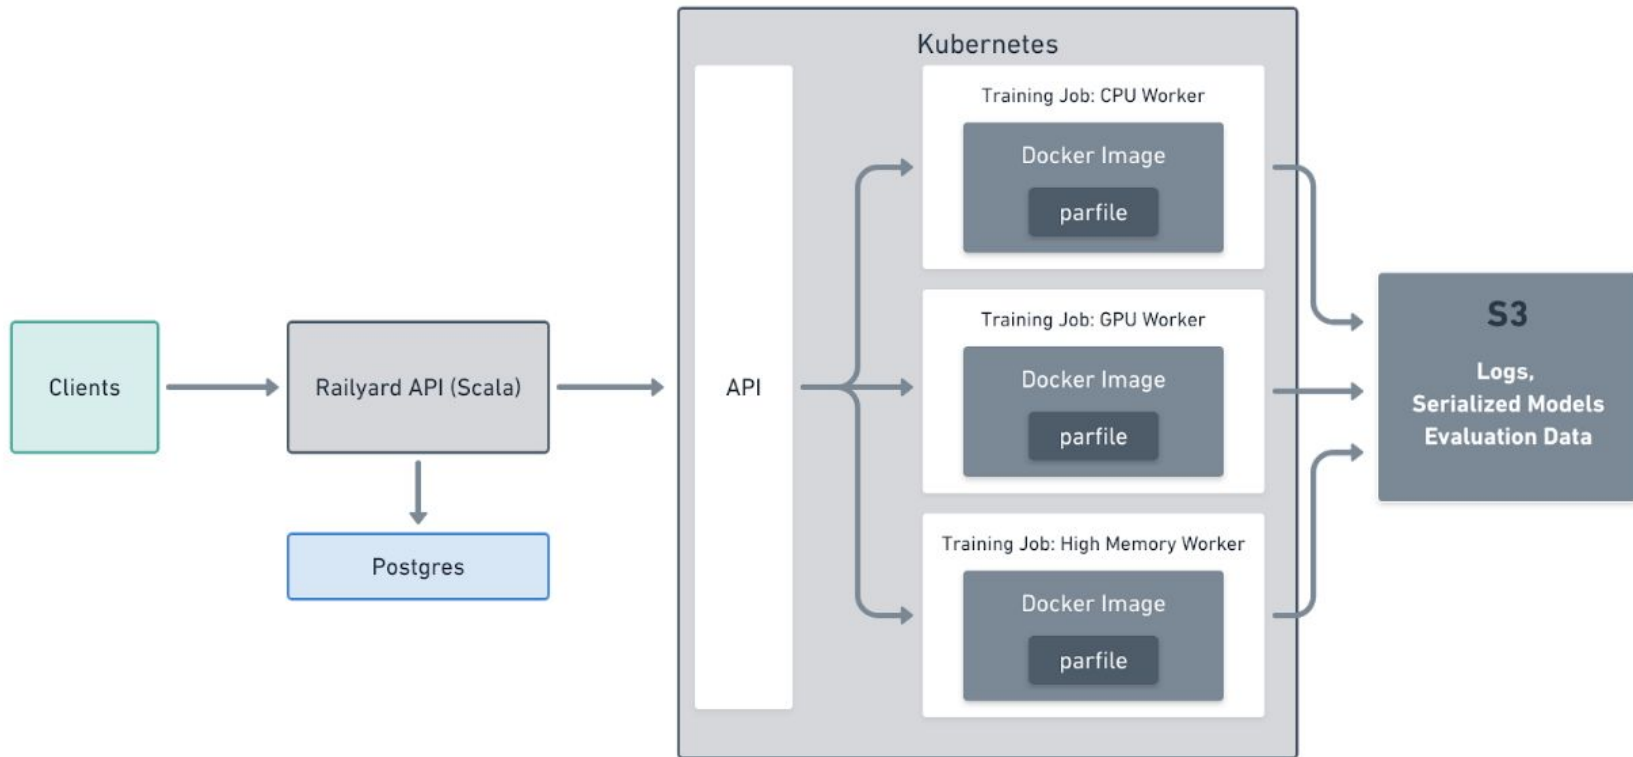 Kubernetes
Clients
Railyard API (Scala)
Postgres
API
Training Job: CPU Worker
Docker Image
parfile
Training Job: GPU Worker
Docker Image
parfile
Training Job: High Memory Worker
Docker Image
parfile
S3
Logs,
Serialized Models
Evaluation Data